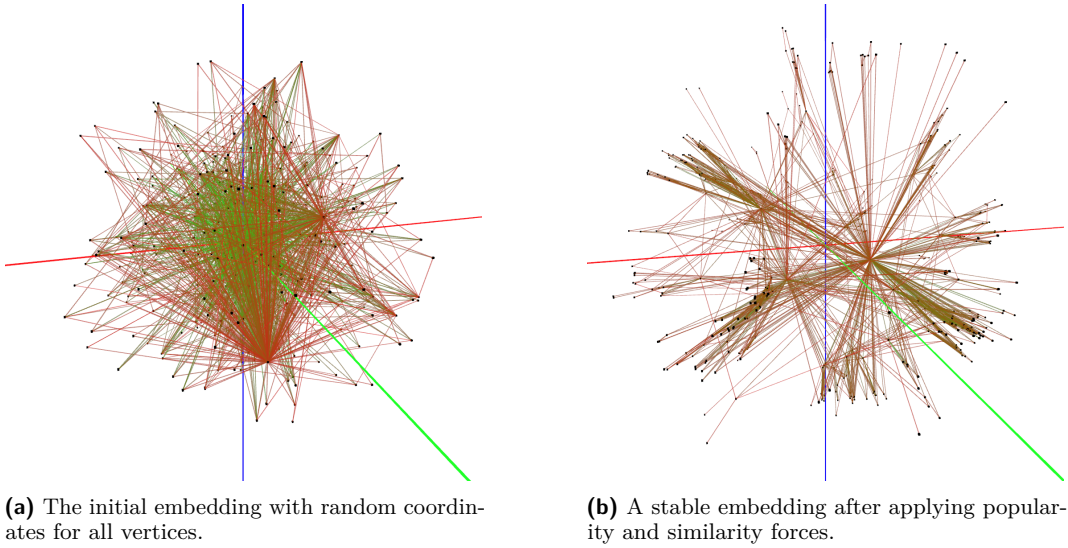 (a) The initial embedding with random coordin-
ates for all vertices.
(b) A stable embedding after applying popular-
ity and similarity forces.